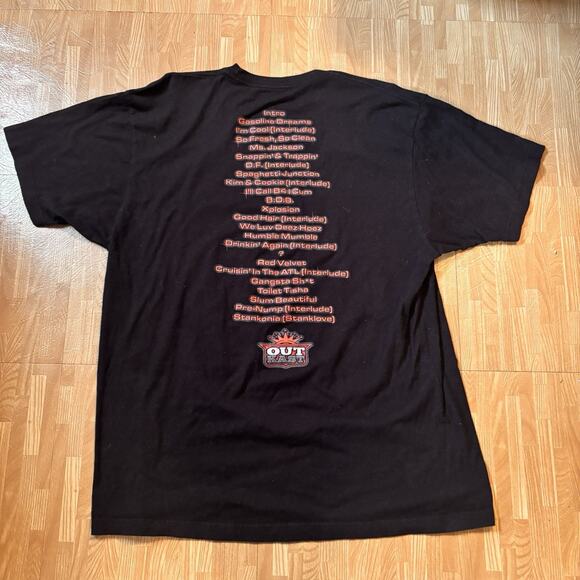 Intro
Gasoline Dreams
I'm Cool (Interlude)
So Fresh, So Clean
Ms. Jackson
Snappin' & Trappin'
D.F. (Interlude)
Spaghetti Junction
Kim & Cookie (Interlude)
I'll Call B4 I Cum
B.O.B.
Xplosion
Good Hair (Interlude)
We Luv Deez Hoez
Humble Mumble
Drinkin' Again (Interlude)
?
Red Velvet
Cruisin' In The ATL (Interlude)
Gangsta Sh*t
Toilet Tisha
Slum Beautiful
Pre-Nump (Interlude)
Stankonia (Stanklove)
OUT
KAST